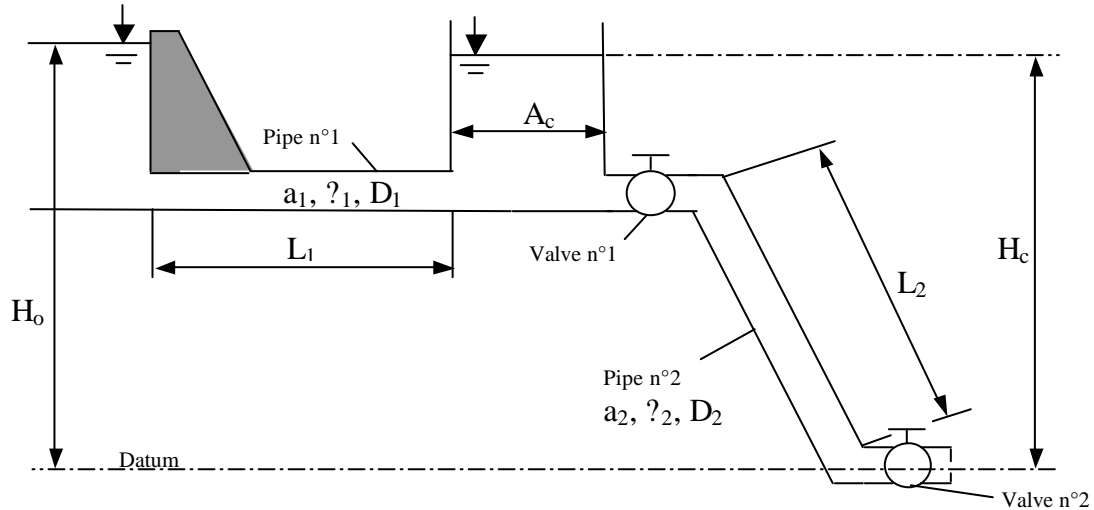 A_c
Pipe n°1
a_1, ?_1, D_1
Valve n°1
L_1
H_o
H_c
L_2
Pipe n°2
a_2, ?_2, D_2
Datum
Valve n°2